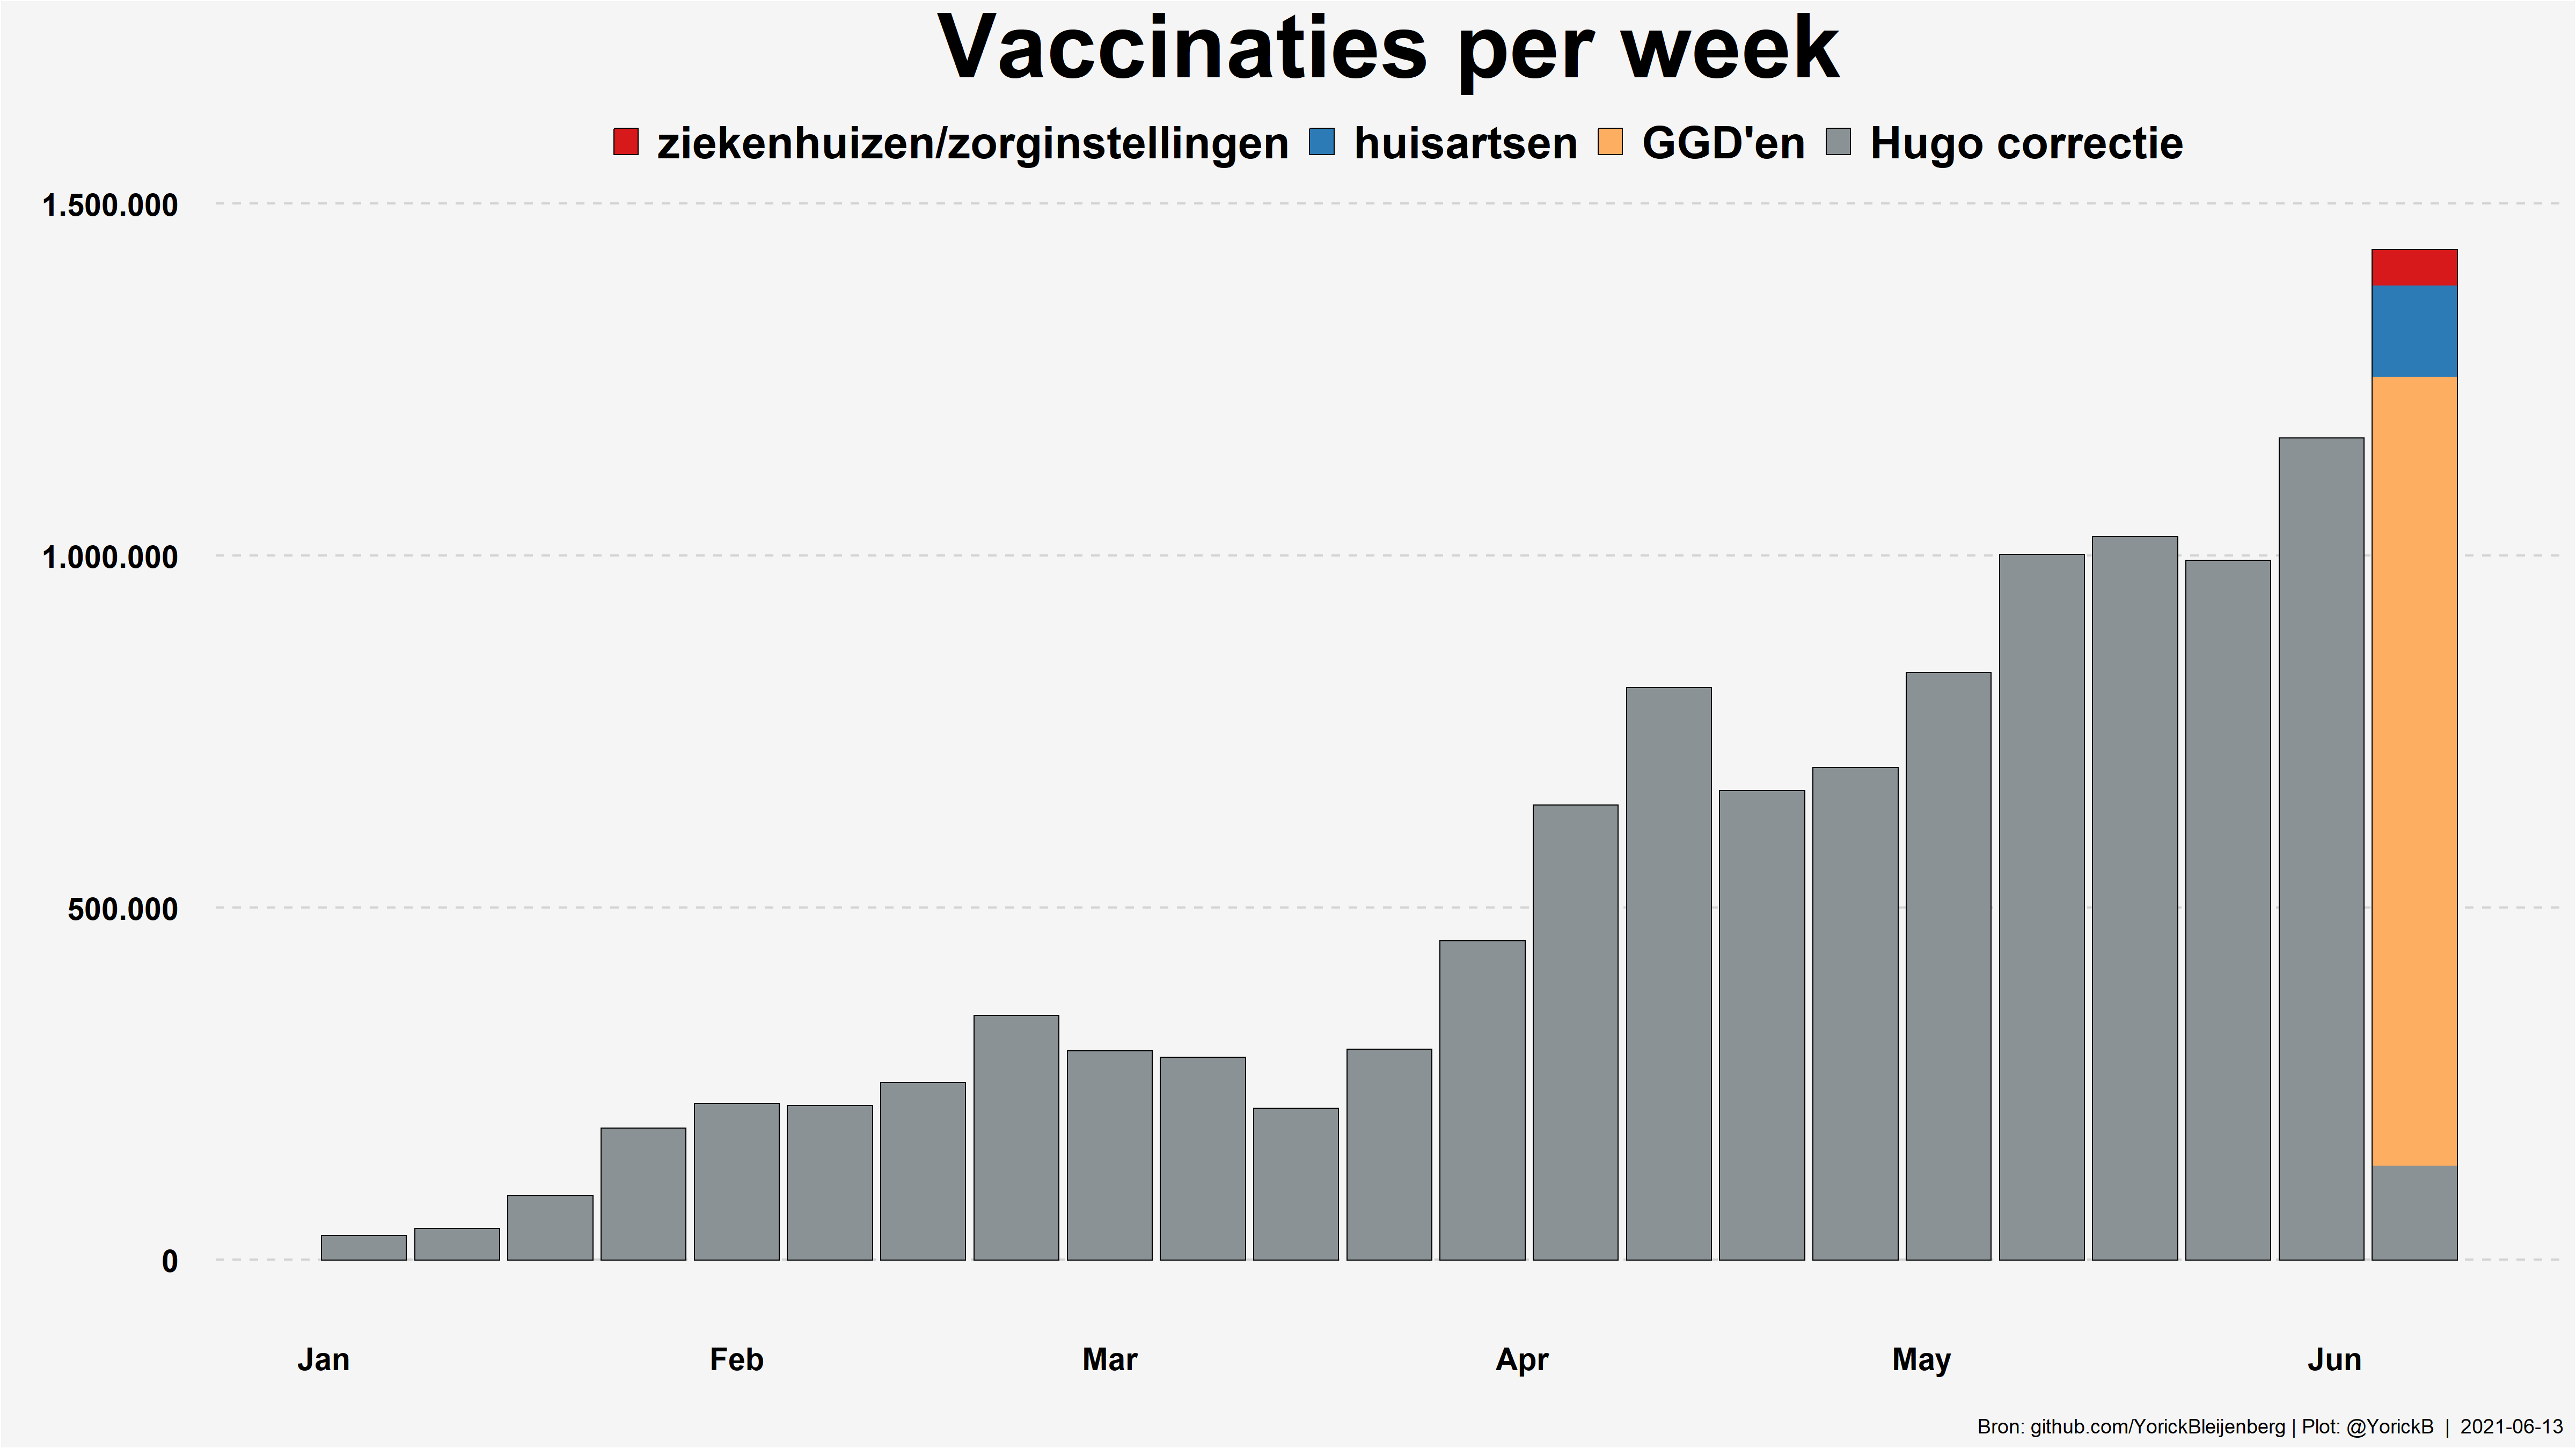 Vaccinaties per week
ziekenhuizen/zorginstellingen huisartsen GGD'en Hugo correctie
1.500.000
1.000.000
500.000
0
Jan Feb Mar Apr May Jun
Bron: github.com/YorickBleijenberg | Plot: @YorickB | 2021-06-13